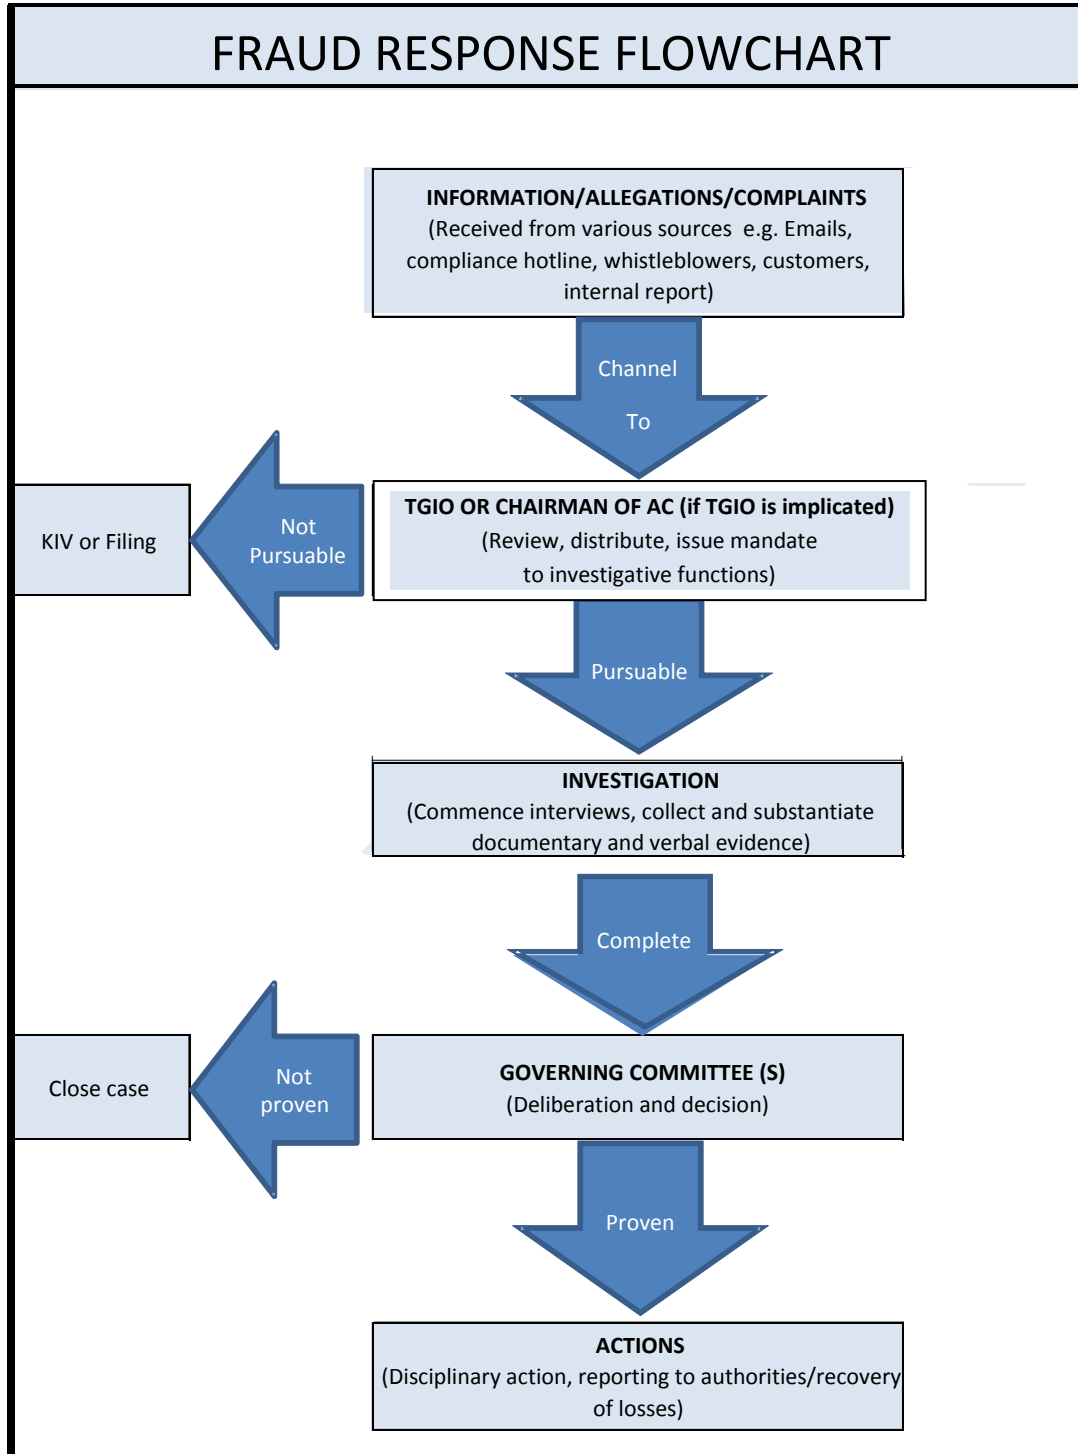 FRAUD RESPONSE FLOWCHART
INFORMATION/ALLEGATIONS/COMPLAINTS
(Received from various sources e.g. Emails,
compliance hotline, whistleblowers, customers,
internal report)
Channel
To
TGIO OR CHAIRMAN OF AC (if TGIO is implicated)
(Review, distribute, issue mandate
to investigative functions)
Not
Pursuable
KIV or Filing
Pursuable
INVESTIGATION
(Commence interviews, collect and substantiate
documentary and verbal evidence)
Complete
GOVERNING COMMITTEE (S)
(Deliberation and decision)
Not
proven
Close case
Proven
ACTIONS
(Disciplinary action, reporting to authorities/recovery
of losses)